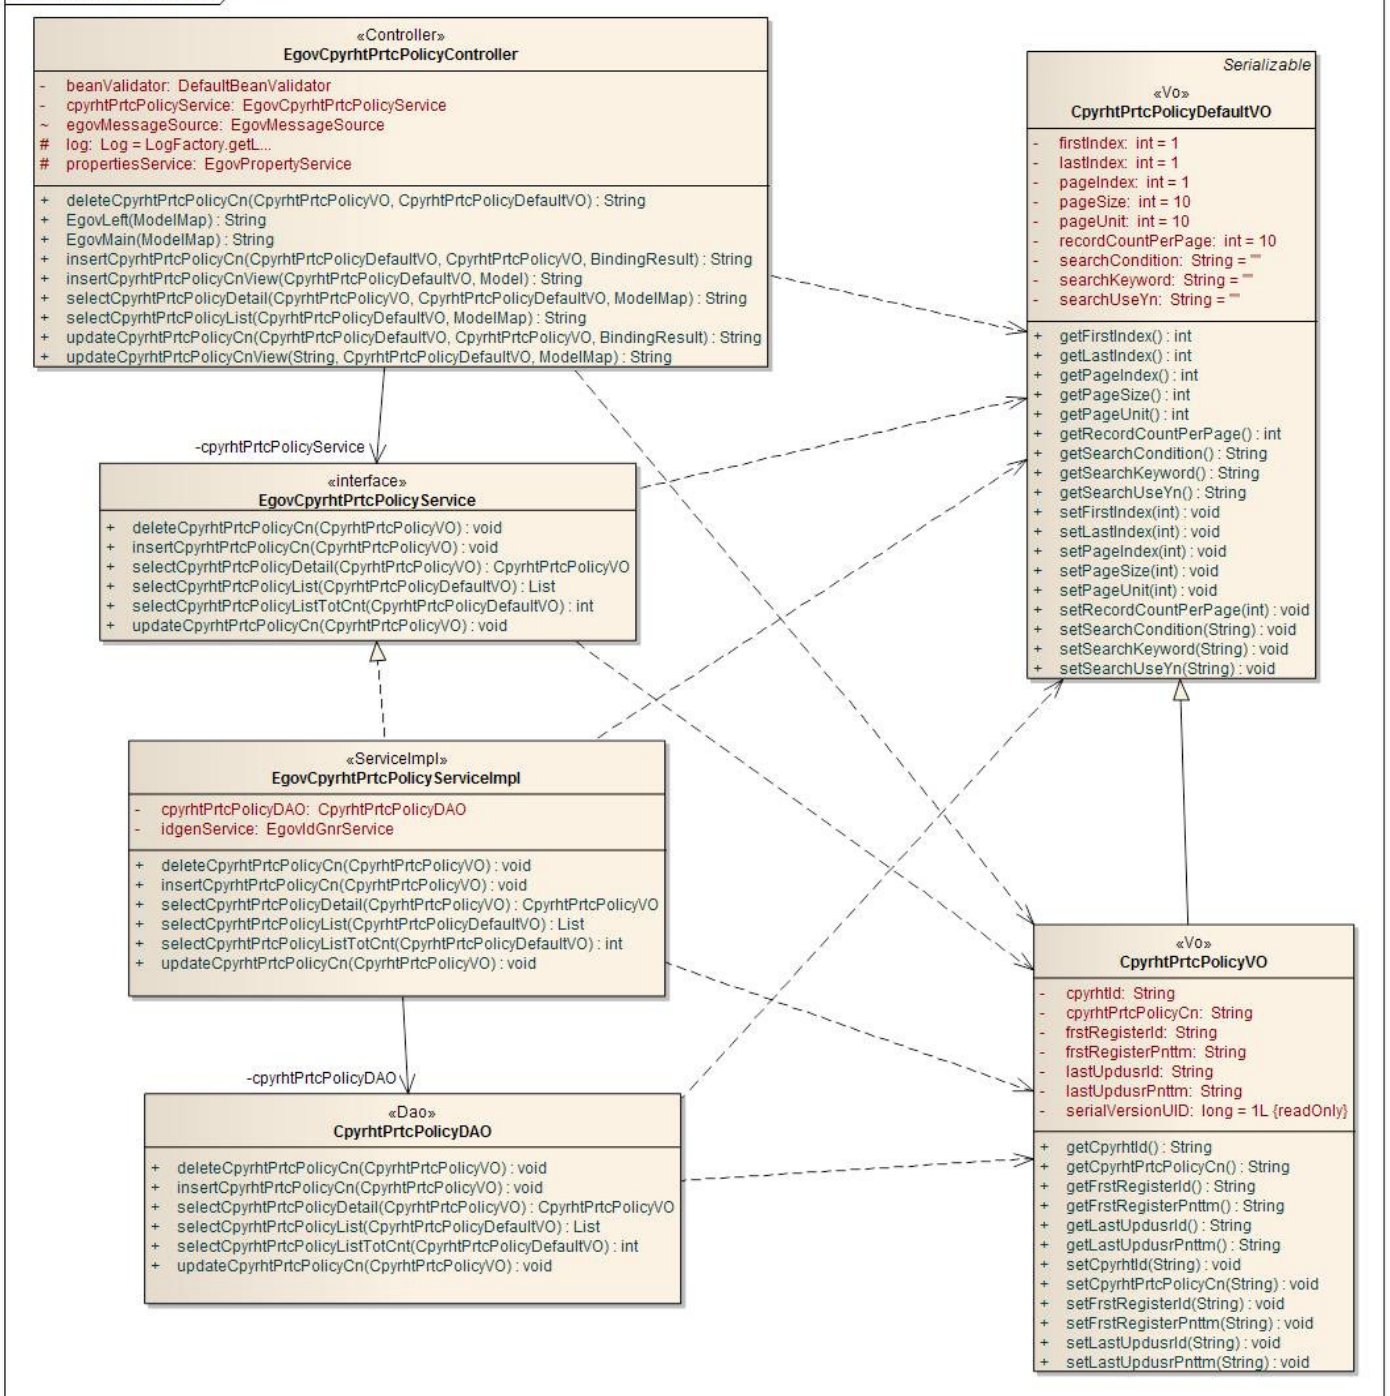 «Controller»
EgovCpyrhtPrtcPolicyController
- beanValidator: DefaultBeanValidator
- cpyrhtPrtcPolicyService: EgovCpyrhtPrtcPolicyService
~ egovMessageSource: EgovMessageSource
# log: Log = LogFactory.getL...
# propertiesService: EgovPropertyService
+ deleteCpyrhtPrtcPolicyCn(CpyrhtPrtcPolicyVO, CpyrhtPrtcPolicyDefaultVO) : String
+ EgovLeft(ModelMap) : String
+ EgovMain(ModelMap) : String
+ insertCpyrhtPrtcPolicyCn(CpyrhtPrtcPolicyDefaultVO, CpyrhtPrtcPolicyVO, BindingResult) : String
+ insertCpyrhtPrtcPolicyCnView(CpyrhtPrtcPolicyDefaultVO, Model) : String
+ selectCpyrhtPrtcPolicyDetail(CpyrhtPrtcPolicyVO, CpyrhtPrtcPolicyDefaultVO, ModelMap) : String
+ selectCpyrhtPrtcPolicyList(CpyrhtPrtcPolicyDefaultVO, ModelMap) : String
+ updateCpyrhtPrtcPolicyCn(CpyrhtPrtcPolicyDefaultVO, CpyrhtPrtcPolicyVO, BindingResult) : String
+ updateCpyrhtPrtcPolicyCnView(String, CpyrhtPrtcPolicyDefaultVO, ModelMap) : String
Serializable
«Vo»
CpyrhtPrtcPolicyDefaultVO
- firstIndex: int = 1
- lastIndex: int = 1
- pageIndex: int = 1
- pageSize: int = 10
- pageUnit: int = 10
- recordCountPerPage: int = 10
- searchCondition: String = ""
- searchKeyword: String = ""
- searchUseYn: String = ""
+ getFirstIndex() : int
+ getLastIndex() : int
+ getPageIndex() : int
+ getPageSize() : int
+ getPageUnit() : int
+ getRecordCountPerPage() : int
+ getSearchCondition() : String
+ getSearchKeyword() : String
+ getSearchUseYn() : String
+ setFirstIndex(int) : void
+ setLastIndex(int) : void
+ setPageIndex(int) : void
+ setPageSize(int) : void
+ setPageUnit(int) : void
+ setRecordCountPerPage(int) : void
+ setSearchCondition(String) : void
+ setSearchKeyword(String) : void
+ setSearchUseYn(String) : void
-cpyrhtPrtcPolicyService
«interface»
EgovCpyrhtPrtcPolicyService
+ deleteCpyrhtPrtcPolicyCn(CpyrhtPrtcPolicyVO) : void
+ insertCpyrhtPrtcPolicyCn(CpyrhtPrtcPolicyVO) : void
+ selectCpyrhtPrtcPolicyDetail(CpyrhtPrtcPolicyVO) : CpyrhtPrtcPolicyVO
+ selectCpyrhtPrtcPolicyList(CpyrhtPrtcPolicyDefaultVO) : List
+ selectCpyrhtPrtcPolicyListTotCnt(CpyrhtPrtcPolicyDefaultVO) : int
+ updateCpyrhtPrtcPolicyCn(CpyrhtPrtcPolicyVO) : void
«ServiceImpl»
EgovCpyrhtPrtcPolicyServiceImpl
- cpyrhtPrtcPolicyDAO: CpyrhtPrtcPolicyDAO
- idgenService: EgovIdGnrService
+ deleteCpyrhtPrtcPolicyCn(CpyrhtPrtcPolicyVO) : void
+ insertCpyrhtPrtcPolicyCn(CpyrhtPrtcPolicyVO) : void
+ selectCpyrhtPrtcPolicyDetail(CpyrhtPrtcPolicyVO) : CpyrhtPrtcPolicyVO
+ selectCpyrhtPrtcPolicyList(CpyrhtPrtcPolicyDefaultVO) : List
+ selectCpyrhtPrtcPolicyListTotCnt(CpyrhtPrtcPolicyDefaultVO) : int
+ updateCpyrhtPrtcPolicyCn(CpyrhtPrtcPolicyVO) : void
-cpyrhtPrtcPolicyDAO
«Dao»
CpyrhtPrtcPolicyDAO
+ deleteCpyrhtPrtcPolicyCn(CpyrhtPrtcPolicyVO) : void
+ insertCpyrhtPrtcPolicyCn(CpyrhtPrtcPolicyVO) : void
+ selectCpyrhtPrtcPolicyDetail(CpyrhtPrtcPolicyVO) : CpyrhtPrtcPolicyVO
+ selectCpyrhtPrtcPolicyList(CpyrhtPrtcPolicyDefaultVO) : List
+ selectCpyrhtPrtcPolicyListTotCnt(CpyrhtPrtcPolicyDefaultVO) : int
+ updateCpyrhtPrtcPolicyCn(CpyrhtPrtcPolicyVO) : void
«Vo»
CpyrhtPrtcPolicyVO
- cpyrhtId: String
- cpyrhtPrtcPolicyCn: String
- frstRegisterId: String
- frstRegisterPnttm: String
- lastUpdusrId: String
- lastUpdusrPnttm: String
- serialVersionUID: long = 1L {readOnly}
+ getCpyrhtId() : String
+ getCpyrhtPrtcPolicyCn() : String
+ getFrstRegisterId() : String
+ getFrstRegisterPnttm() : String
+ getLastUpdusrId() : String
+ getLastUpdusrPnttm() : String
+ setCpyrhtId(String) : void
+ setCpyrhtPrtcPolicyCn(String) : void
+ setFrstRegisterId(String) : void
+ setFrstRegisterPnttm(String) : void
+ setLastUpdusrId(String) : void
+ setLastUpdusrPnttm(String) : void